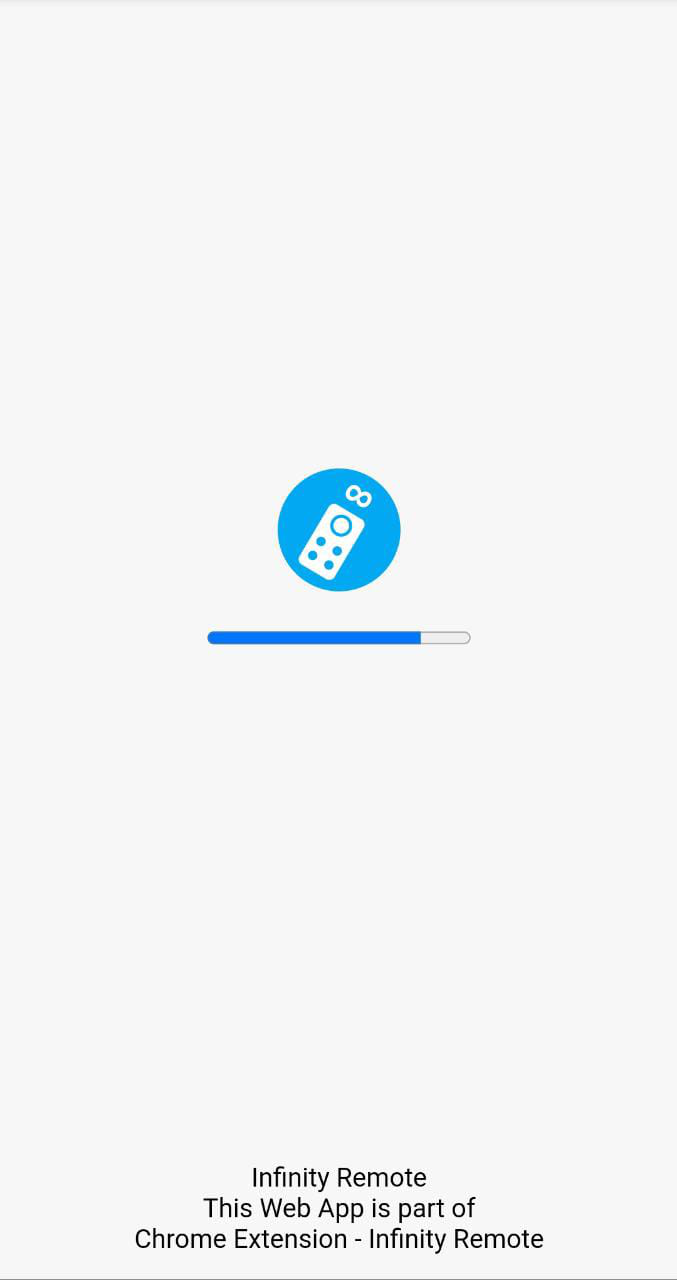 Infinity Remote
This Web App is part of
Chrome Extension - Infinity Remote